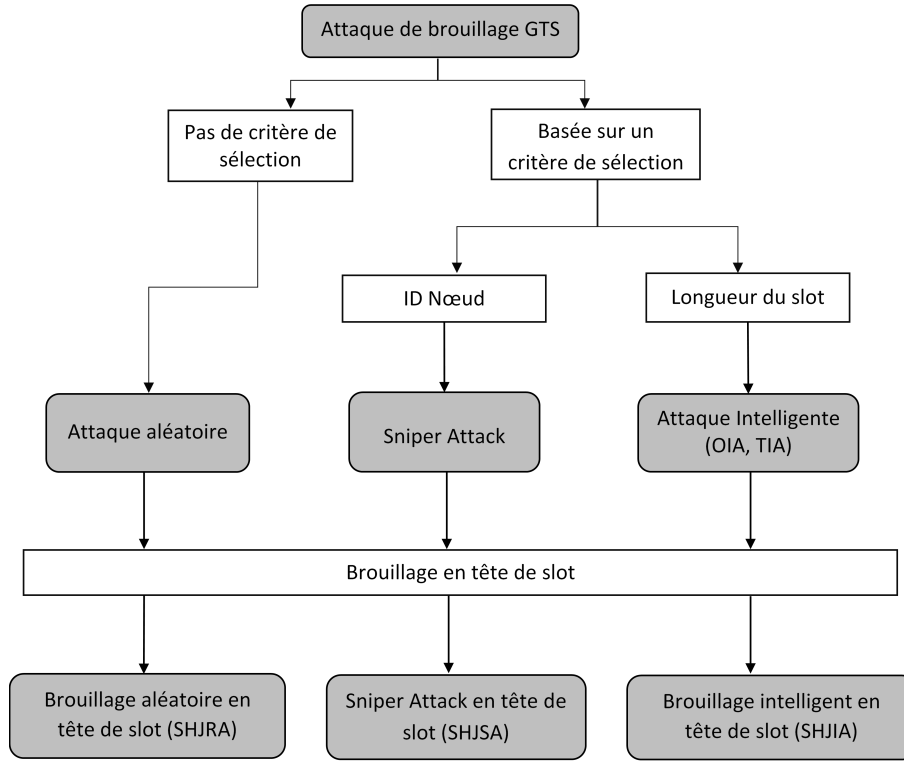 Attaque de brouillage GTS
Pas de critère de
sélection
Basée sur un
critère de sélection
ID Nœud
Longueur du slot
Attaque aléatoire
Sniper Attack
Attaque Intelligente
(OIA, TIA)
Brouillage en tête de slot
Brouillage aléatoire en
tête de slot (SHJRA)
Sniper Attack en tête de
slot (SHJSA)
Brouillage intelligent en
tête de slot (SHJIA)